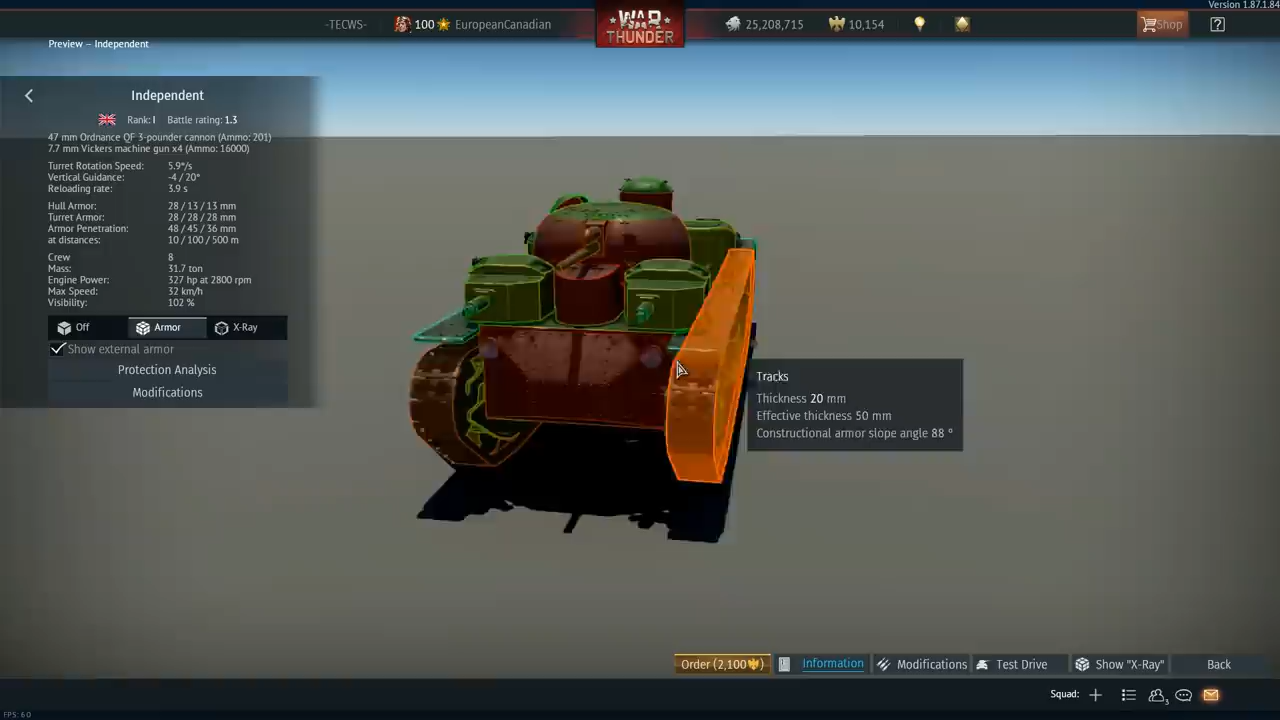 Version 1.87.1.84
-TECWS- 100 EuropeanCanadian WAR THUNDER 25,208,715 10,154 Shop ?
Preview – Independent
Independent
Rank: I Battle rating: 1.3
47 mm Ordnance QF 3-pounder cannon (Ammo: 201)
7.7 mm Vickers machine gun x4 (Ammo: 16000)
Turret Rotation Speed: 5.9°/s
Vertical Guidance: -4 / 20°
Reloading rate: 3.9 s
Hull Armor: 28 / 13 / 13 mm
Turret Armor: 28 / 28 / 28 mm
Armor Penetration: 48 / 45 / 36 mm
at distances: 10 / 100 / 500 m
Crew 8
Mass: 31.7 ton
Engine Power: 327 hp at 2800 rpm
Max Speed: 32 km/h
Visibility: 102 %
Off Armor X-Ray
Show external armor
Protection Analysis
Modifications
Tracks
Thickness 20 mm
Effective thickness 50 mm
Constructional armor slope angle 88 °
Order (2,100) Information Modifications Test Drive Show "X-Ray" Back
Squad: + 3
FPS: 60